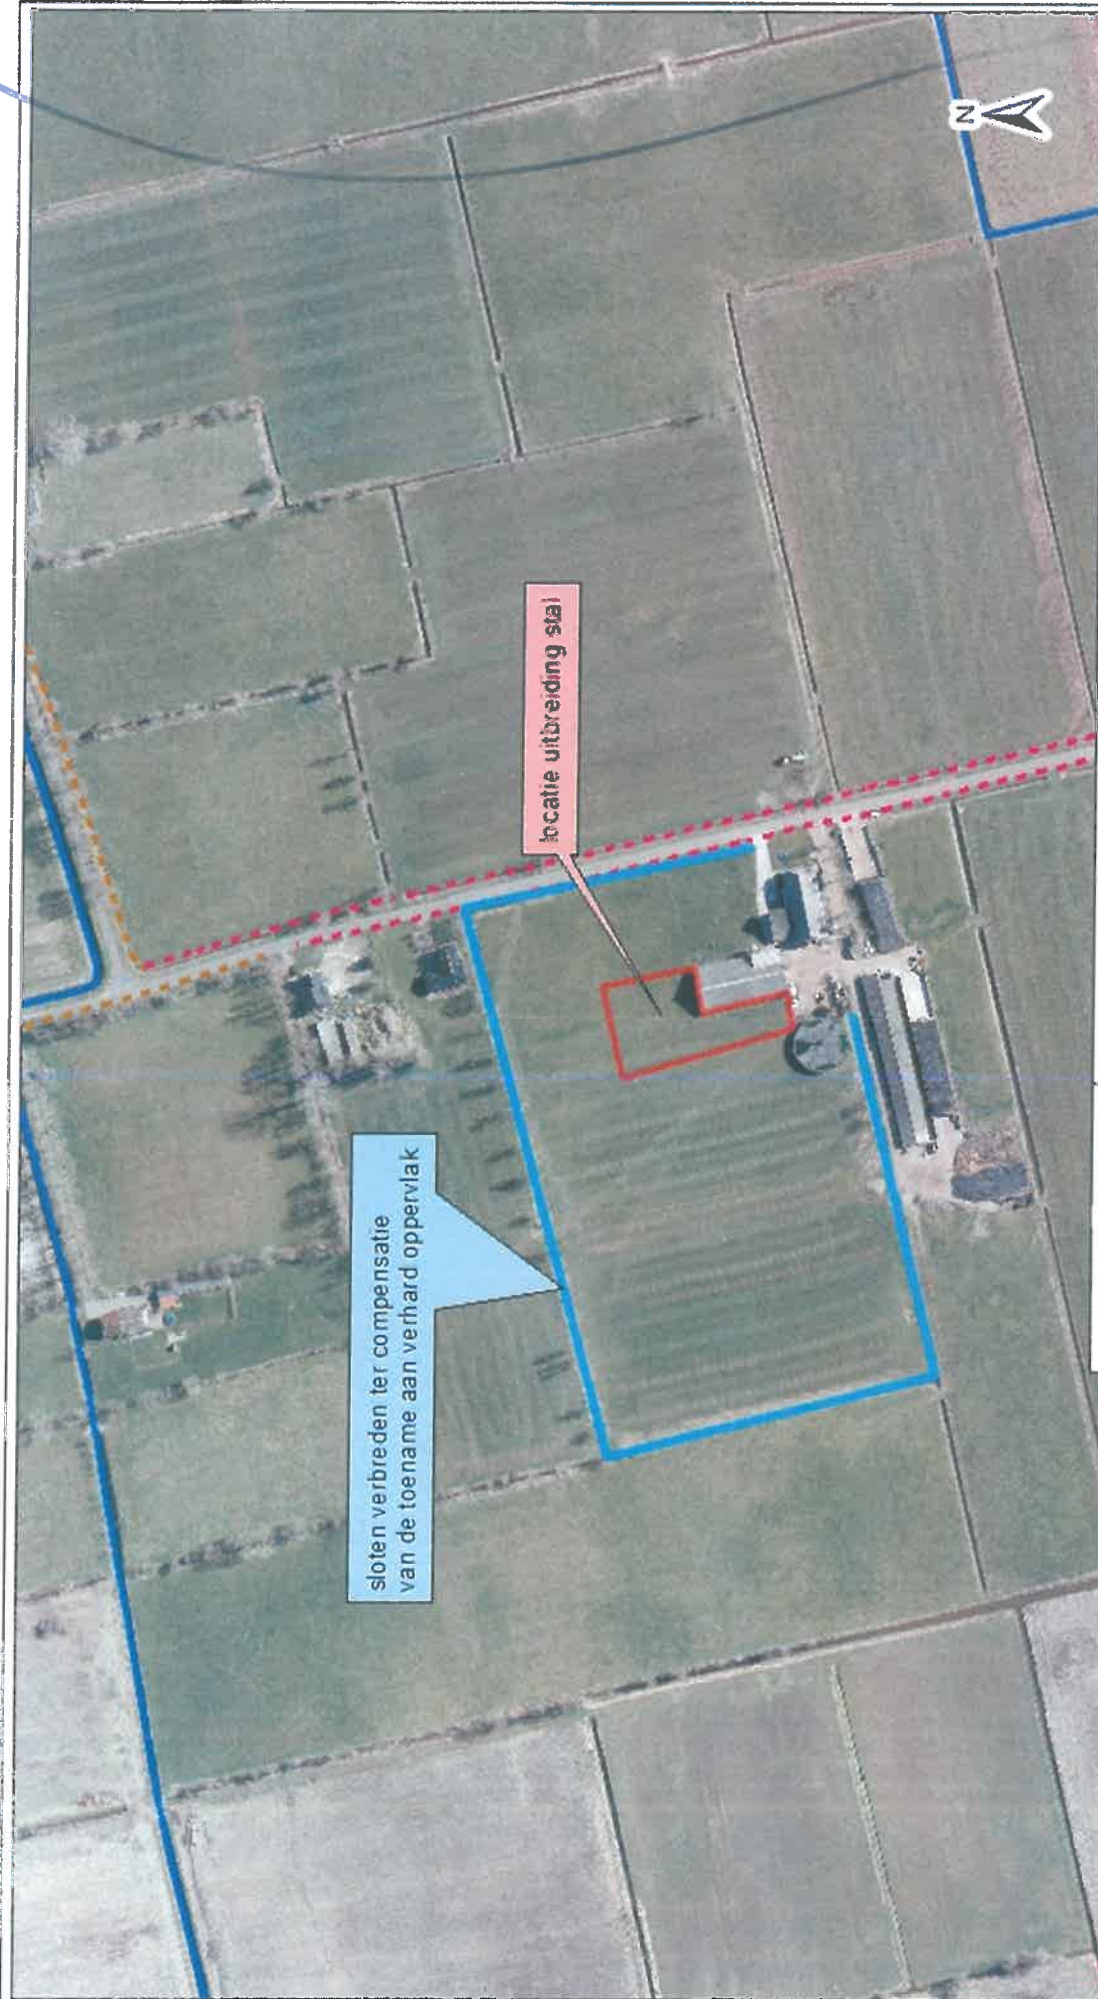 sloten verbreden ter compensatie
van de toename aan verhard oppervlak
locatie uitbreiding stal
N